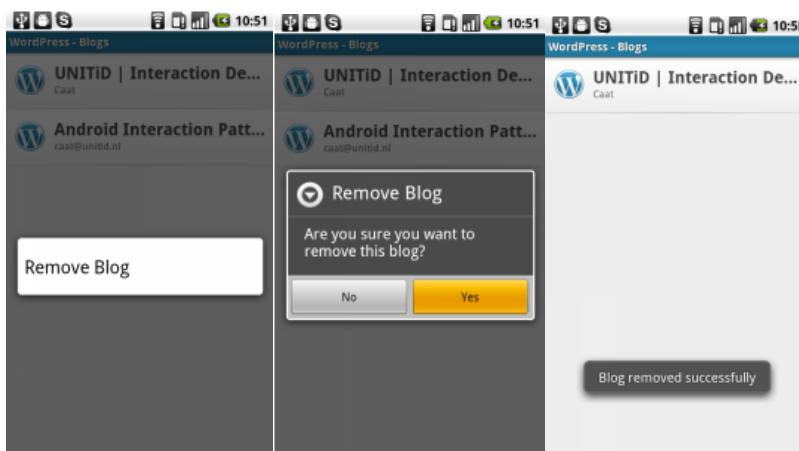 10:51
WordPress - Blogs
UNITiD | Interaction De...
Caat
Android Interaction Patt...
caat@unitid.nl
Remove Blog
10:51
WordPress - Blogs
UNITiD | Interaction De...
Caat
Android Interaction Patt...
caat@unitid.nl
Remove Blog
Are you sure you want to
remove this blog?
No
Yes
WordPress - Blogs
UNITiD | Interaction De...
Caat
Blog removed successfully